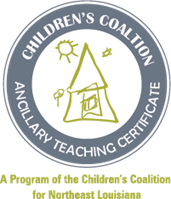 CHILDREN'S COALTION
ANCILLARY TEACHING CERTIFICATE
A Program of the Children's Coalition
for Northeast Louisiana